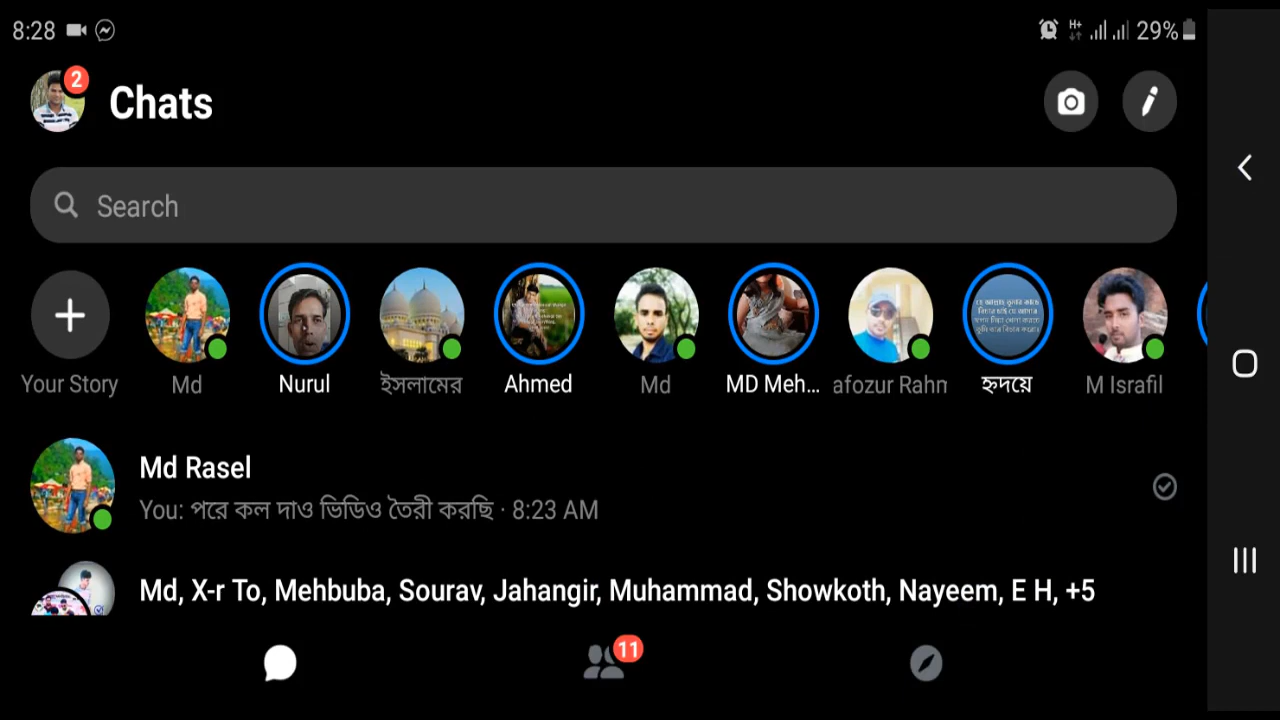 8:28
H+
29%
2
Chats
Search
Your Story
Md
Nurul
ইসলামের
Ahmed
Md
MD Meh...
afozur Rahm
হৃদয়ে
M Israfil
Md Rasel
You: পরে কল দাও ভিডিও তৈরী করছি · 8:23 AM
Md, X-r To, Mehbuba, Sourav, Jahangir, Muhammad, Showkoth, Nayeem, E H, +5
11